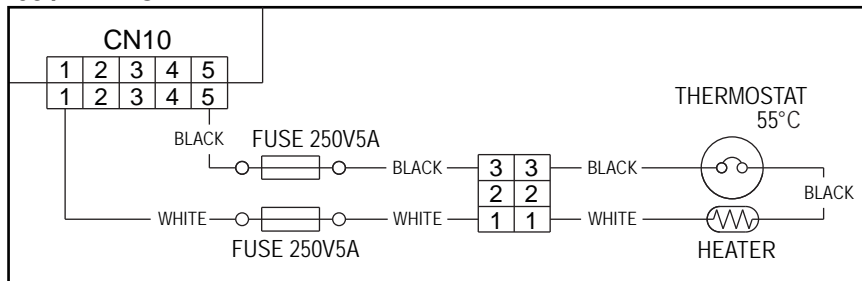 CN10
1 2 3 4 5
1 2 3 4 5
THERMOSTAT
55°C
BLACK
FUSE 250V5A
BLACK
3 3
BLACK
2 2
BLACK
WHITE
WHITE
1 1
WHITE
FUSE 250V5A
HEATER